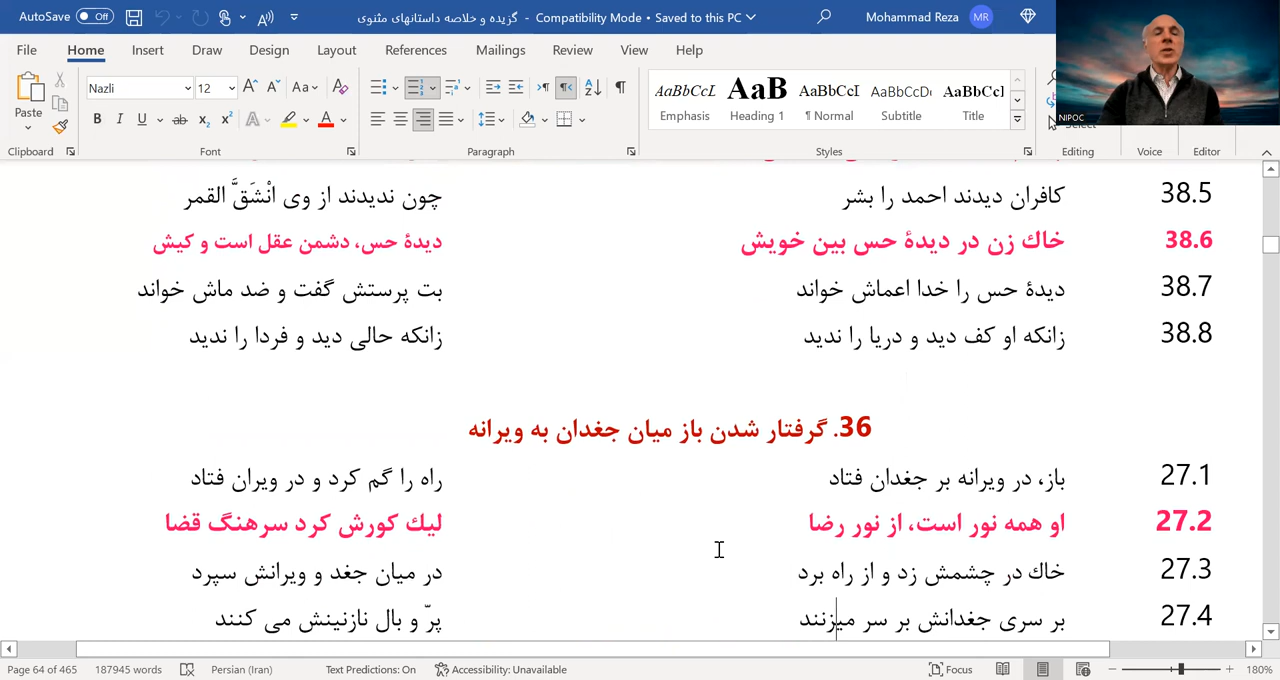 AutoSave Off گزیده و خلاصه داستانهای مثنوی - Compatibility Mode • Saved to this PC Mohammad Reza MR
File Home Insert Draw Design Layout References Mailings Review View Help
Nazli 12 Aa
Paste B I U ab x₂ x² A A
AaBbCcL AaB AaBbCcI AaBbCcD AaBbCcI
Emphasis Heading 1 ¶ Normal Subtitle Title
NIPOC
Select
Clipboard Font Paragraph Styles Editing Voice Editor
38.5 کافران دیدند احمد را بشر چون ندیدند از وی انْشَقَّ القمر
38.6 خاك زن در دیدۀ حس بین خویش دیدۀ حس، دشمن عقل است و کیش
38.7 دیدۀ حس را خدا اعماش خواند بت پرستش گفت و ضد ماش خواند
38.8 زانکه او کف دید و دریا را ندید زانکه حالی دید و فردا را ندید
36. گرفتار شدن باز میان جغدان به ویرانه
27.1 باز، در ویرانه بر جغدان فتاد راه را گم کرد و در ویران فتاد
27.2 او همه نور است، از نور رضا لیك کورش کرد سرهنگ قضا
27.3 خاك در چشمش زد و از راه برد در میان جغد و ویرانش سپرد
27.4 بر سری جغدانش بر سر میزنند پرّ و بال نازنینش می کنند
Page 64 of 465 187945 words Persian (Iran) Text Predictions: On Accessibility: Unavailable Focus 180%